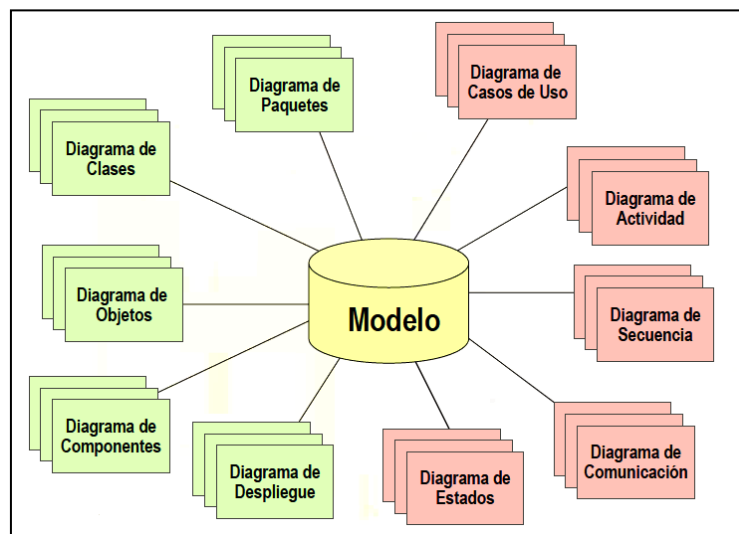 Diagrama de
Paquetes
Diagrama de
Casos de Uso
Diagrama de
Clases
Diagrama de
Actividad
Diagrama de
Objetos
Modelo
Diagrama de
Secuencia
Diagrama de
Componentes
Diagrama de
Despliegue
Diagrama de
Estados
Diagrama de
Comunicación